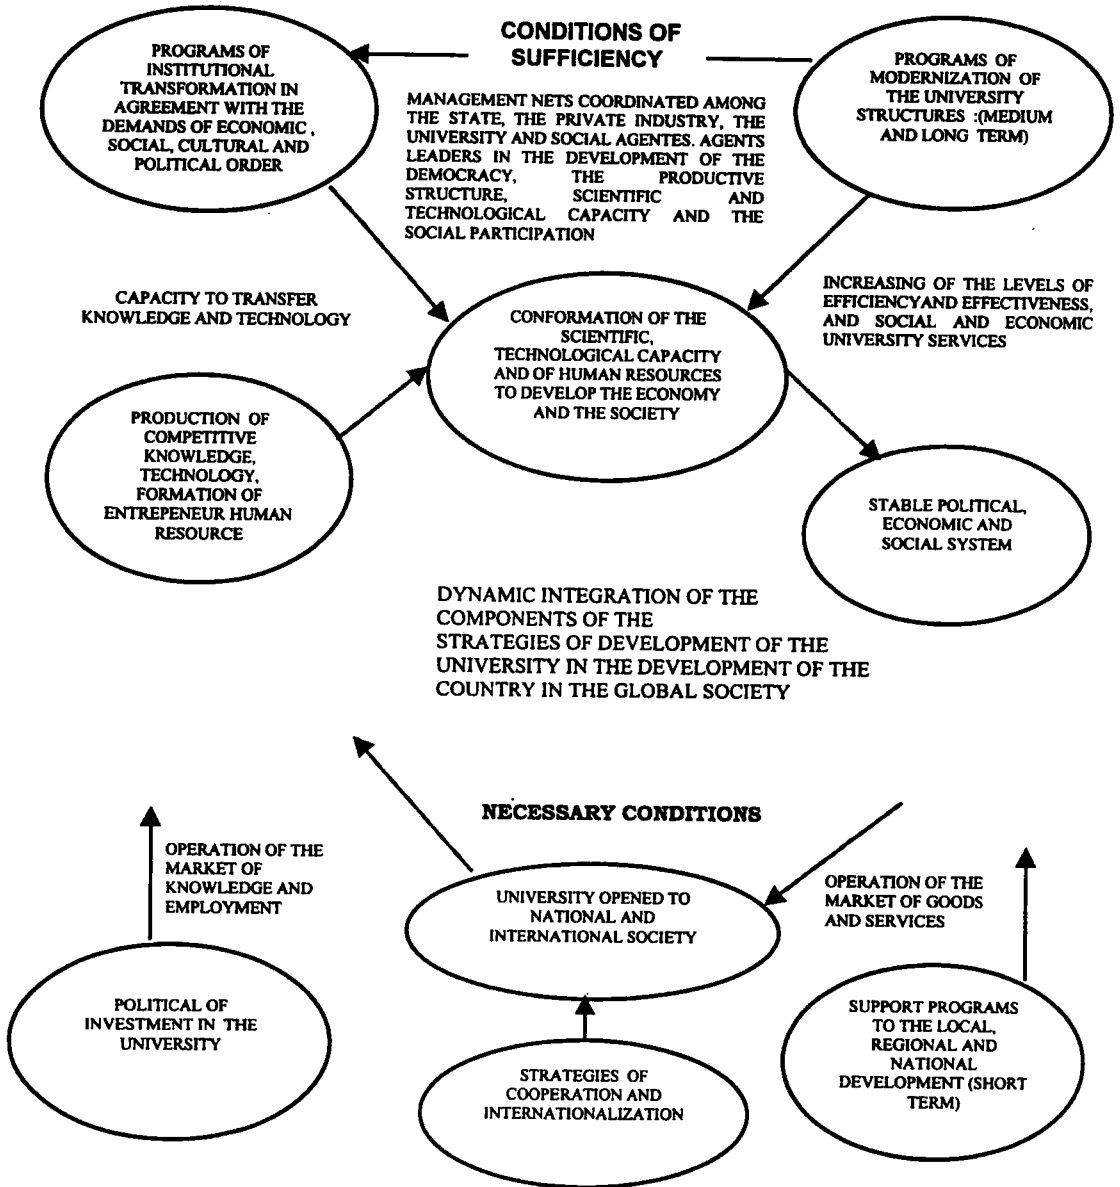 CONDITIONS OF
SUFFICIENCY
PROGRAMS OF
INSTITUTIONAL
TRANSFORMATION IN
AGREEMENT WITH THE
DEMANDS OF ECONOMIC ,
SOCIAL, CULTURAL AND
POLITICAL ORDER
MANAGEMENT NETS COORDINATED AMONG
THE STATE, THE PRIVATE INDUSTRY, THE
UNIVERSITY AND SOCIAL AGENTES. AGENTS
LEADERS IN THE DEVELOPMENT OF THE
DEMOCRACY, THE PRODUCTIVE
STRUCTURE, SCIENTIFIC AND
TECHNOLOGICAL CAPACITY AND THE
SOCIAL PARTICIPATION
PROGRAMS OF
MODERNIZATION OF
THE UNIVERSITY
STRUCTURES :(MEDIUM
AND LONG TERM)
CAPACITY TO TRANSFER
KNOWLEDGE AND TECHNOLOGY
CONFORMATION OF THE
SCIENTIFIC,
TECHNOLOGICAL CAPACITY
AND OF HUMAN RESOURCES
TO DEVELOP THE ECONOMY
AND THE SOCIETY
INCREASING OF THE LEVELS OF
EFFICIENCY AND EFFECTIVENESS,
AND SOCIAL AND ECONOMIC
UNIVERSITY SERVICES
PRODUCTION OF
COMPETITIVE
KNOWLEDGE,
TECHNOLOGY,
FORMATION OF
ENTREPENEUR HUMAN
RESOURCE
STABLE POLITICAL,
ECONOMIC AND
SOCIAL SYSTEM
DYNAMIC INTEGRATION OF THE
COMPONENTS OF THE
STRATEGIES OF DEVELOPMENT OF THE
UNIVERSITY IN THE DEVELOPMENT OF THE
COUNTRY IN THE GLOBAL SOCIETY
NECESSARY CONDITIONS
OPERATION OF THE
MARKET OF
KNOWLEDGE AND
EMPLOYMENT
UNIVERSITY OPENED TO
NATIONAL AND
INTERNATIONAL SOCIETY
OPERATION OF THE
MARKET OF GOODS
AND SERVICES
POLITICAL OF
INVESTMENT IN THE
UNIVERSITY
STRATEGIES OF
COOPERATION AND
INTERNATIONALIZATION
SUPPORT PROGRAMS
TO THE LOCAL,
REGIONAL AND
NATIONAL
DEVELOPMENT (SHORT
TERM)